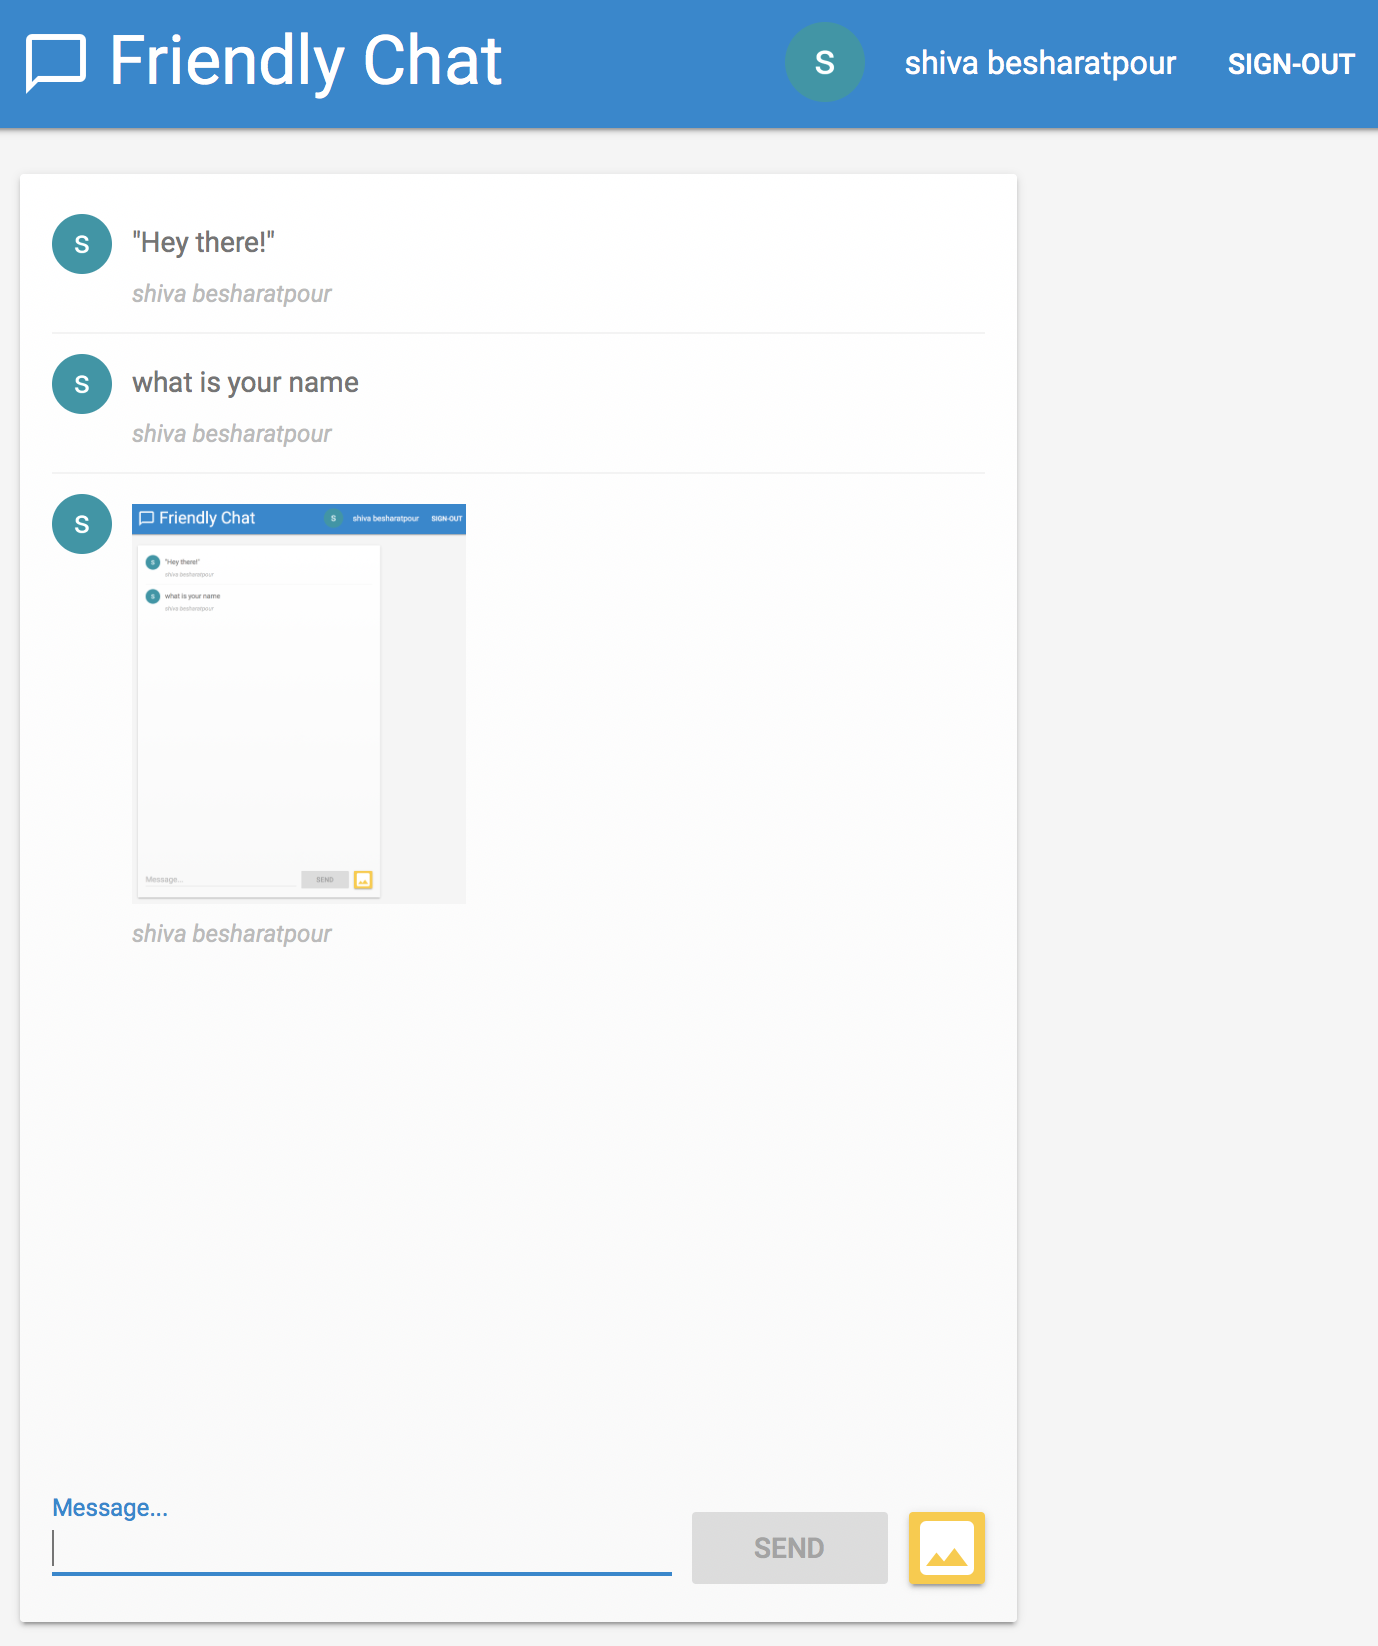 Friendly Chat
S
shiva besharatpour
SIGN-OUT
S
"Hey there!"
shiva besharatpour
S
what is your name
shiva besharatpour
S
Friendly Chat
S
shiva besharatpour
SIGN-OUT
S
"Hey there!"
shiva besharatpour
S
what is your name
shiva besharatpour
Message...
SEND
shiva besharatpour
Message...
SEND